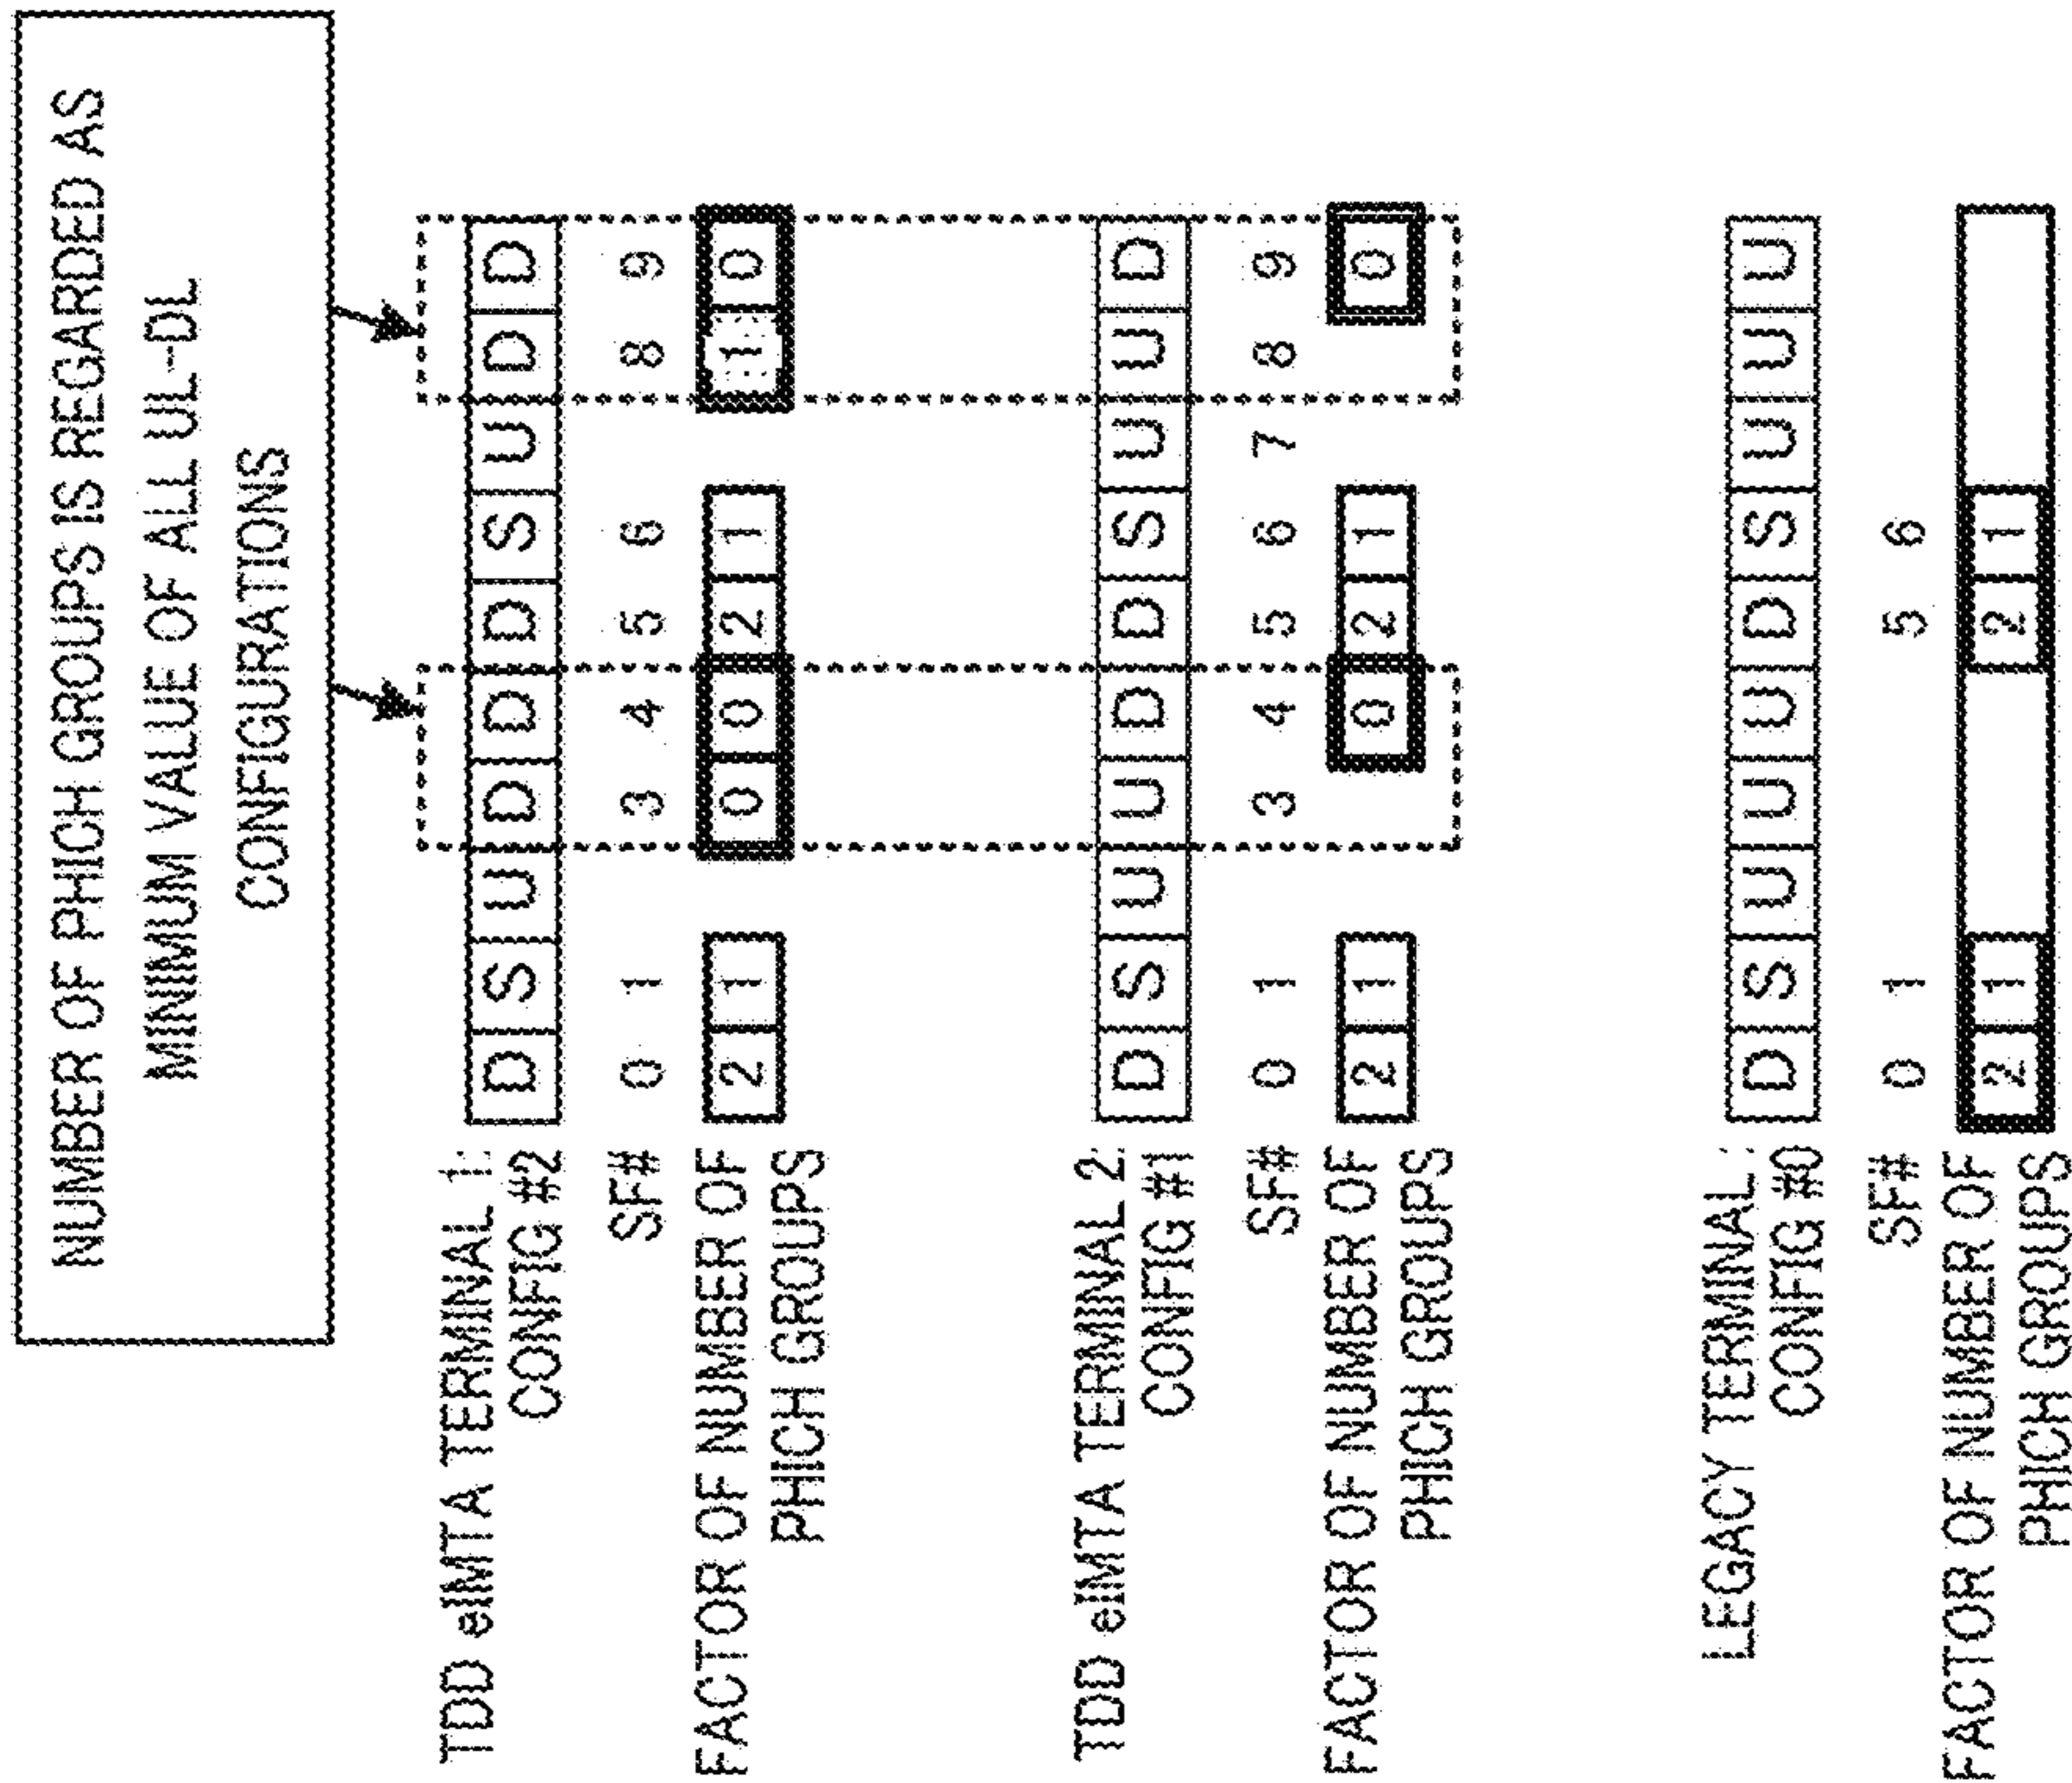 NUMBER OF PHICH GROUPS IS REGARDED AS
MINIMUM VALUE OF ALL UL-DL
CONFIGURATIONS
TDD eIMTA TERMINAL 1:
CONFIG #2
D S U D D D S U D D
SF# 0 1 3 4 5 6 8 9
FACTOR OF NUMBER OF
PHICH GROUPS
2 1 0 0 2 1 1 0
TDD eIMTA TERMINAL 2
CONFIG #1
D S U U D D S U U D
SF# 0 1 3 4 5 6 7 8 9
FACTOR OF NUMBER OF
PHICH GROUPS
2 1 0 2 1 0
LEGACY TERMINAL :
CONFIG #0
D S U U U D S U U U
SF# 0 1 5 6
FACTOR OF NUMBER OF
PHICH GROUPS
2 1 2 1